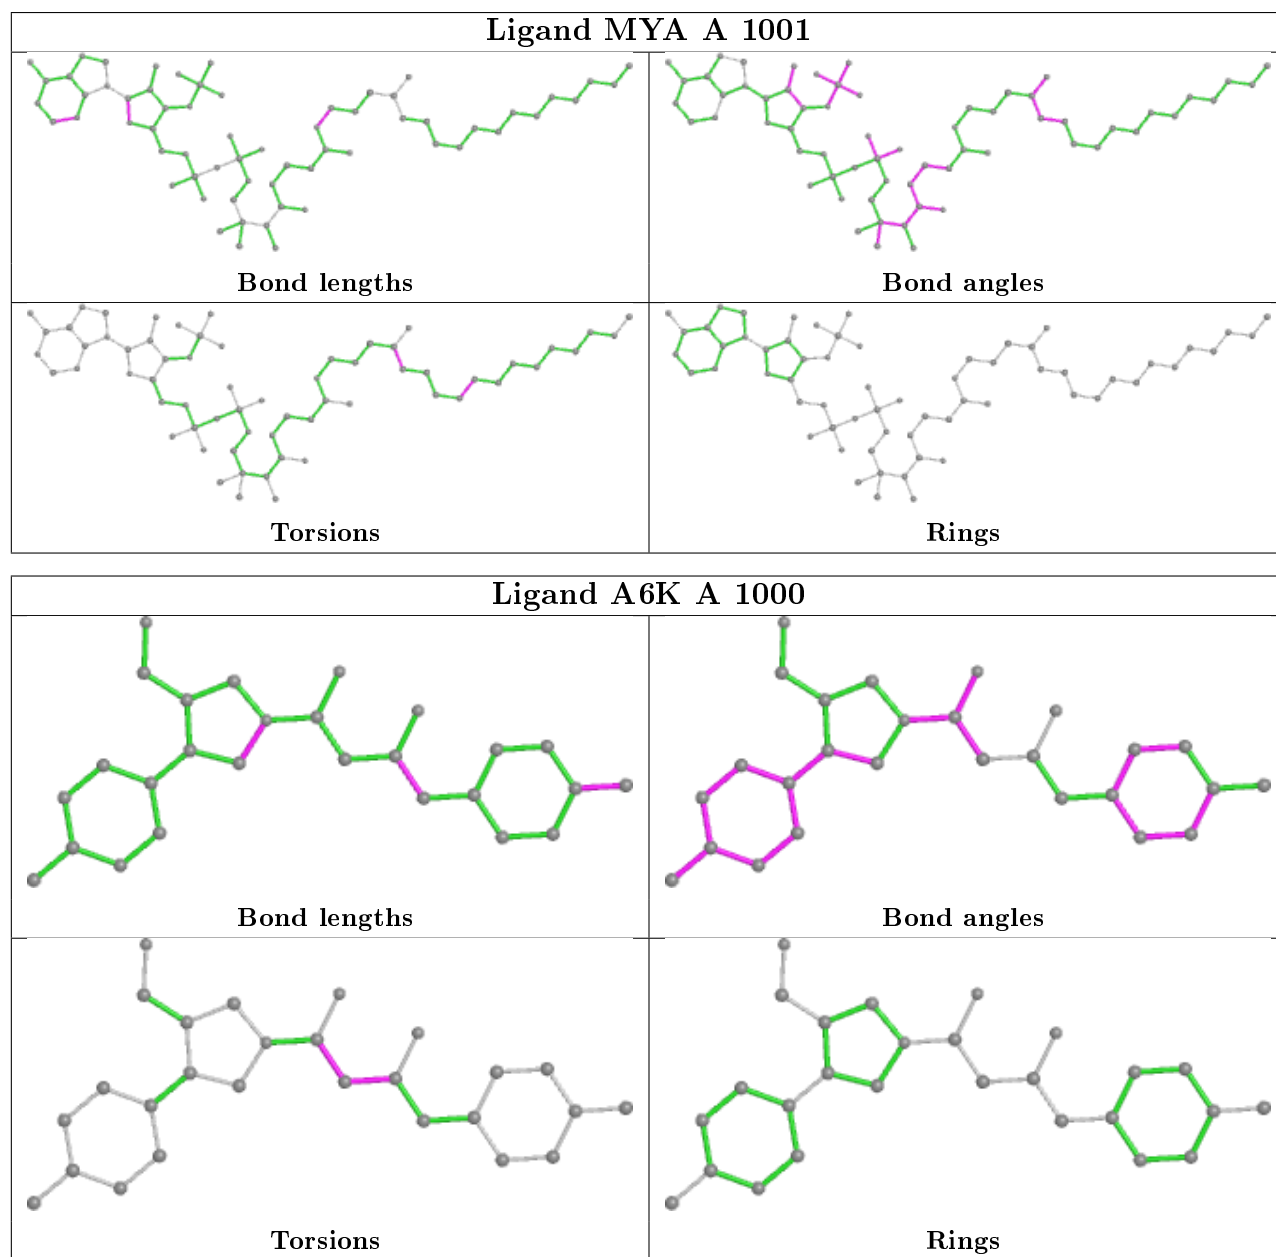 Ligand MYA A 1001
Bond lengths
Bond angles
Torsions
Rings
Ligand A6K A 1000
Bond lengths
Bond angles
Torsions
Rings